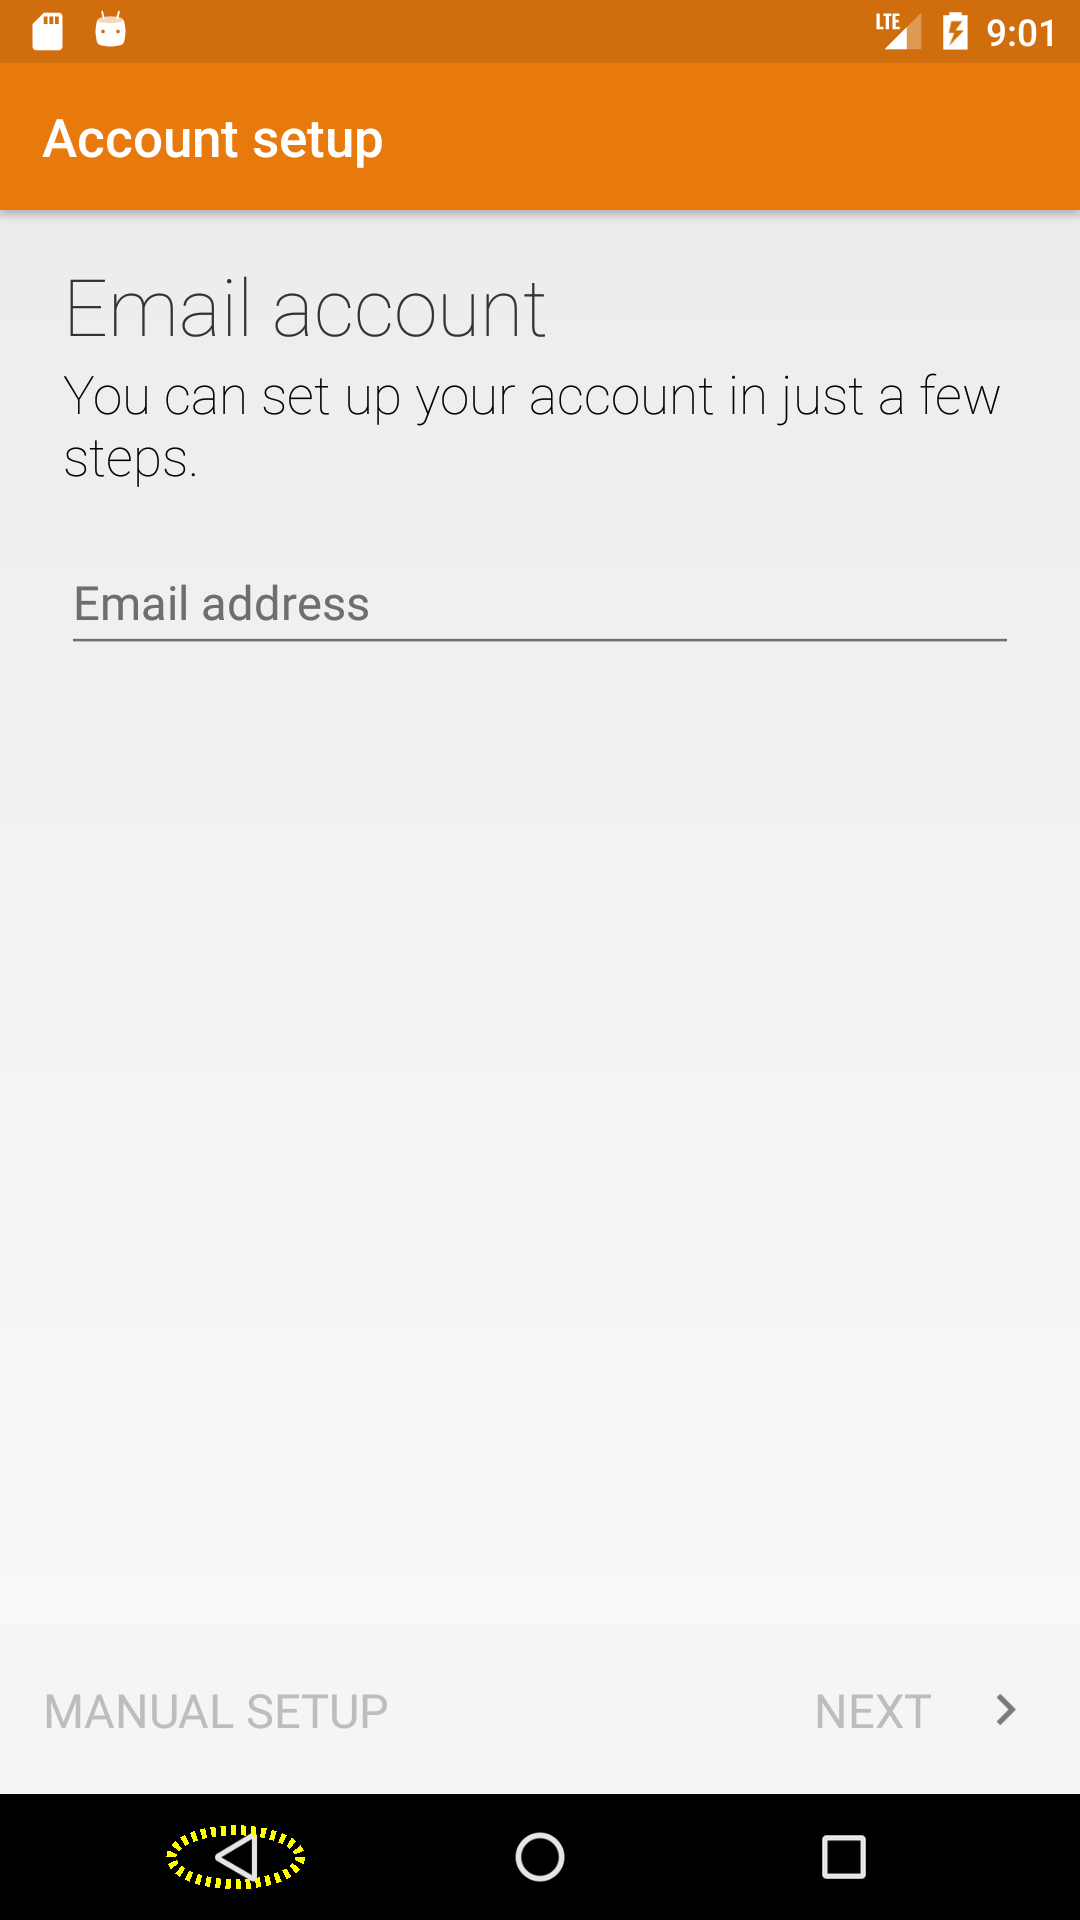 LTE 9:01
Account setup
Email account
You can set up your account in just a few
steps.
Email address
MANUAL SETUP NEXT